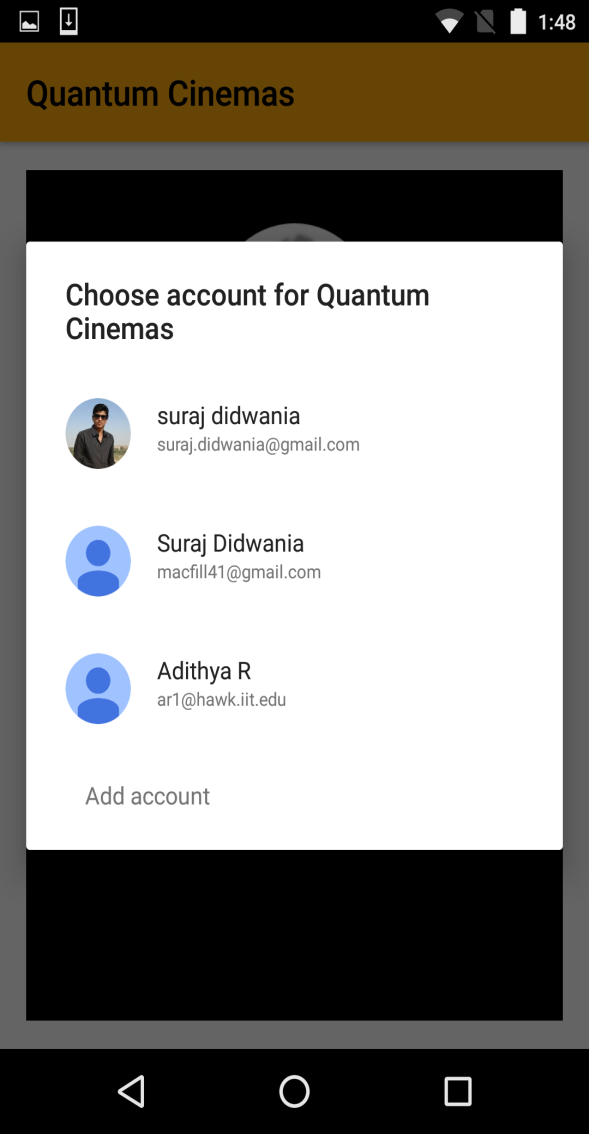 1:48
Quantum Cinemas
Choose account for Quantum
Cinemas
suraj didwania
suraj.didwania@gmail.com
Suraj Didwania
macfill41@gmail.com
Adithya R
ar1@hawk.iit.edu
Add account